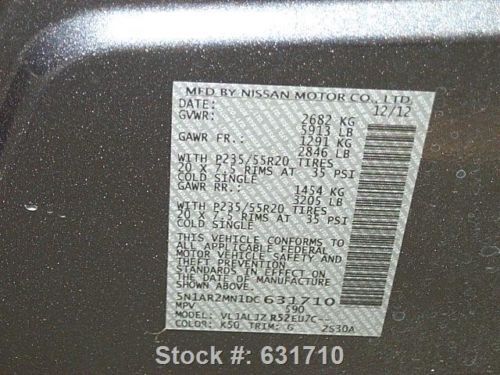 MFD BY NISSAN MOTOR CO., LTD.
DATE: 12/12
GVWR: 2682 KG
5913 LB
GAWR FR.: 1291 KG
2846 LB
WITH P235/55R20 TIRES
20 X 7.5 RIMS AT 35 PSI
COLD SINGLE
GAWR RR.: 1454 KG
3205 LB
WITH P235/55R20 TIRES
20 X 7.5 RIMS AT 35 PSI
COLD SINGLE
THIS VEHICLE CONFORMS TO
ALL APPLICABLE FEDERAL
MOTOR VEHICLE SAFETY AND
THEFT PREVENTION
STANDARDS IN EFFECT ON
THE DATE OF MANUFACTURE
SHOWN ABOVE.
5N1AR2MN1DC631710
MPV 590
MODEL:
COLOR: K50 TRIM: G 2S30A
Stock #: 631710